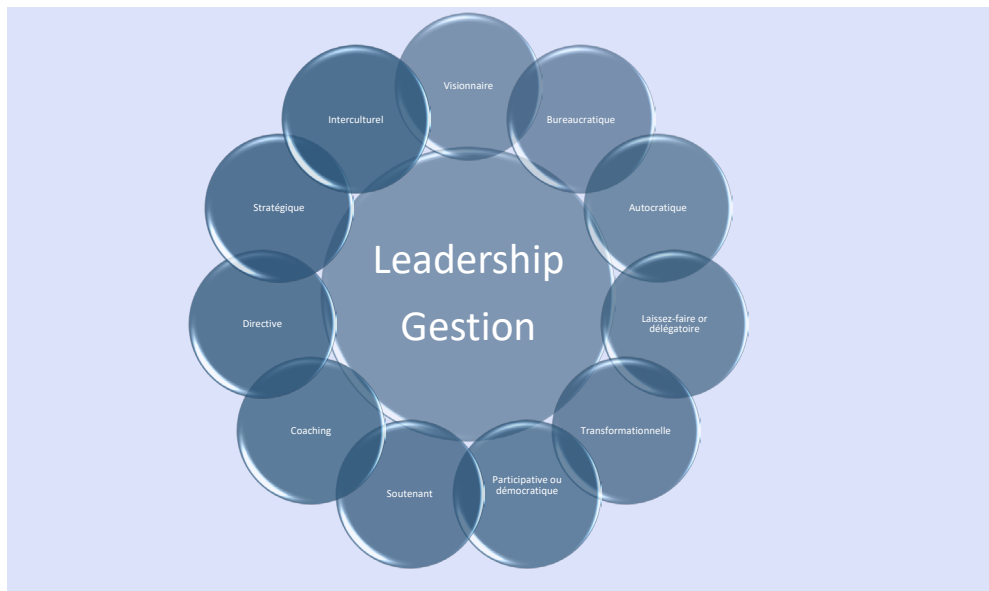 Visionnaire
Bureaucratique
Autocratique
Laissez-faire or
délégatoire
Transformationnelle
Participative ou
démocratique
Soutenant
Coaching
Directive
Stratégique
Interculturel
Leadership
Gestion